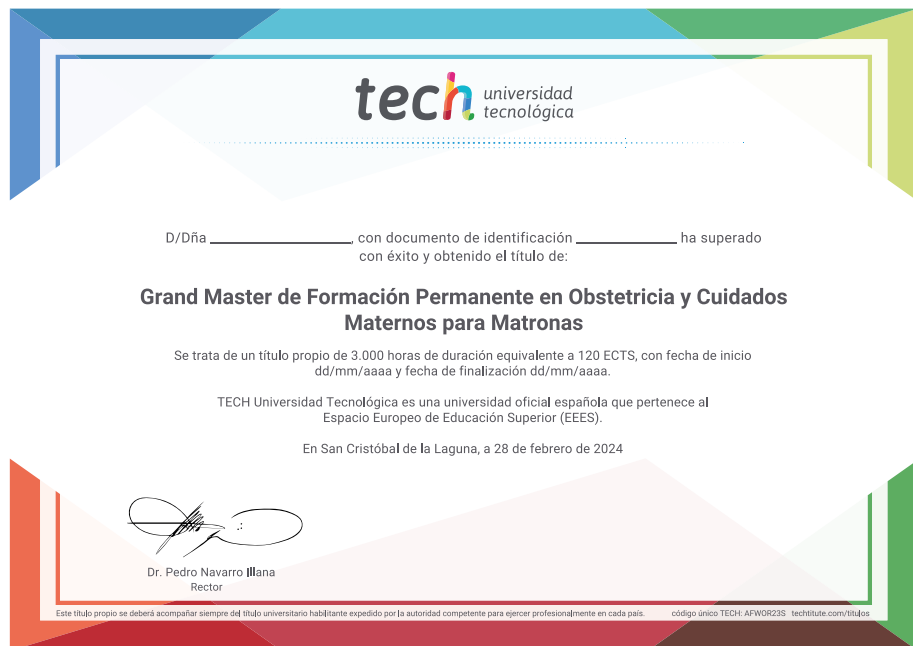 tech universidad
tecnológica
D/Dña ____________________, con documento de identificación ______________ ha superado
con éxito y obtenido el título de:
Grand Master de Formación Permanente en Obstetricia y Cuidados
Maternos para Matronas
Se trata de un título propio de 3.000 horas de duración equivalente a 120 ECTS, con fecha de inicio
dd/mm/aaaa y fecha de finalización dd/mm/aaaa.
TECH Universidad Tecnológica es una universidad oficial española que pertenece al
Espacio Europeo de Educación Superior (EEES).
En San Cristóbal de la Laguna, a 28 de febrero de 2024
Dr. Pedro Navarro Illana
Rector
Este título propio se deberá acompañar siempre del título universitario habilitante expedido por la autoridad competente para ejercer profesionalmente en cada país. código único TECH: AFWOR23S techtitute.com/titulos